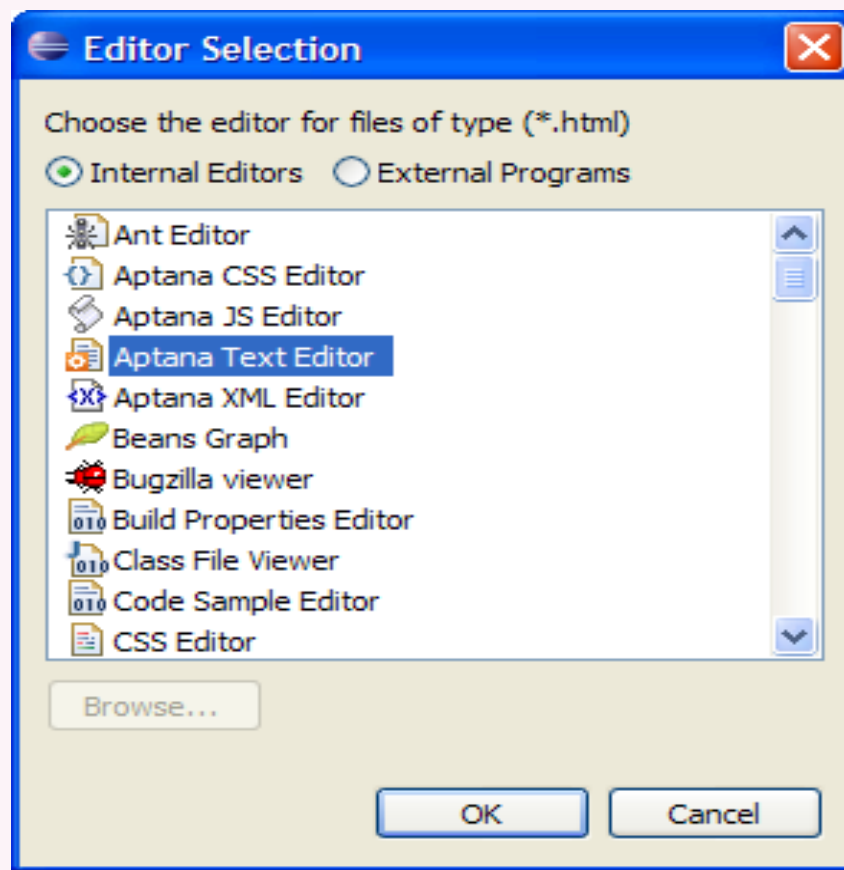 Editor Selection
Choose the editor for files of type (*.html)
Internal Editors External Programs
Ant Editor
Aptana CSS Editor
Aptana JS Editor
Aptana Text Editor
Aptana XML Editor
Beans Graph
Bugzilla viewer
Build Properties Editor
Class File Viewer
Code Sample Editor
CSS Editor
Browse...
OK Cancel